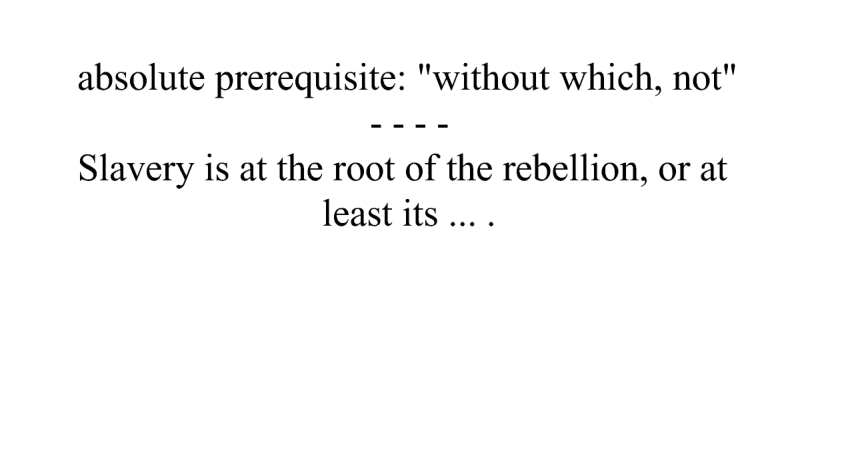 absolute prerequisite: "without which, not"
- - - -
Slavery is at the root of the rebellion, or at
least its ... .